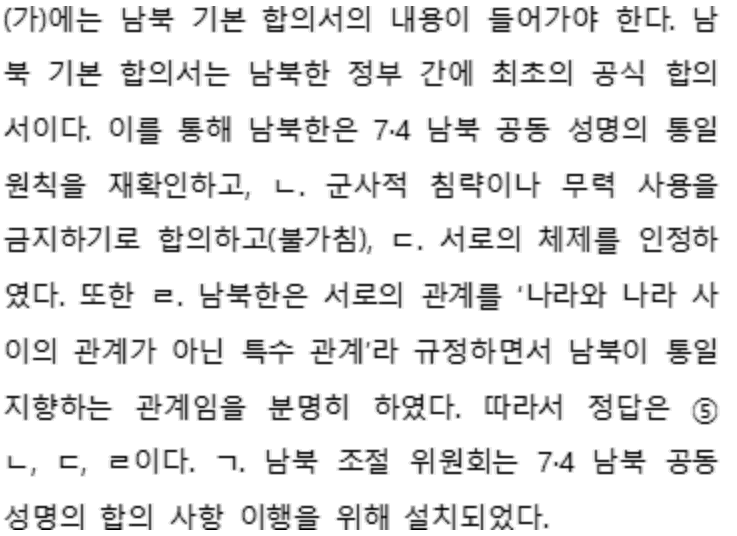 (가)에는 남북 기본 합의서의 내용이 들어가야 한다. 남
북 기본 합의서는 남북한 정부 간에 최초의 공식 합의
서이다. 이를 통해 남북한은 7·4 남북 공동 성명의 통일
원칙을 재확인하고, ㄴ. 군사적 침략이나 무력 사용을
금지하기로 합의하고(불가침), ㄷ. 서로의 체제를 인정하
였다. 또한 ㄹ. 남북한은 서로의 관계를 ‘나라와 나라 사
이의 관계가 아닌 특수 관계’라 규정하면서 남북이 통일
지향하는 관계임을 분명히 하였다. 따라서 정답은 ⑤
ㄴ, ㄷ, ㄹ이다. ㄱ. 남북 조절 위원회는 7·4 남북 공동
성명의 합의 사항 이행을 위해 설치되었다.